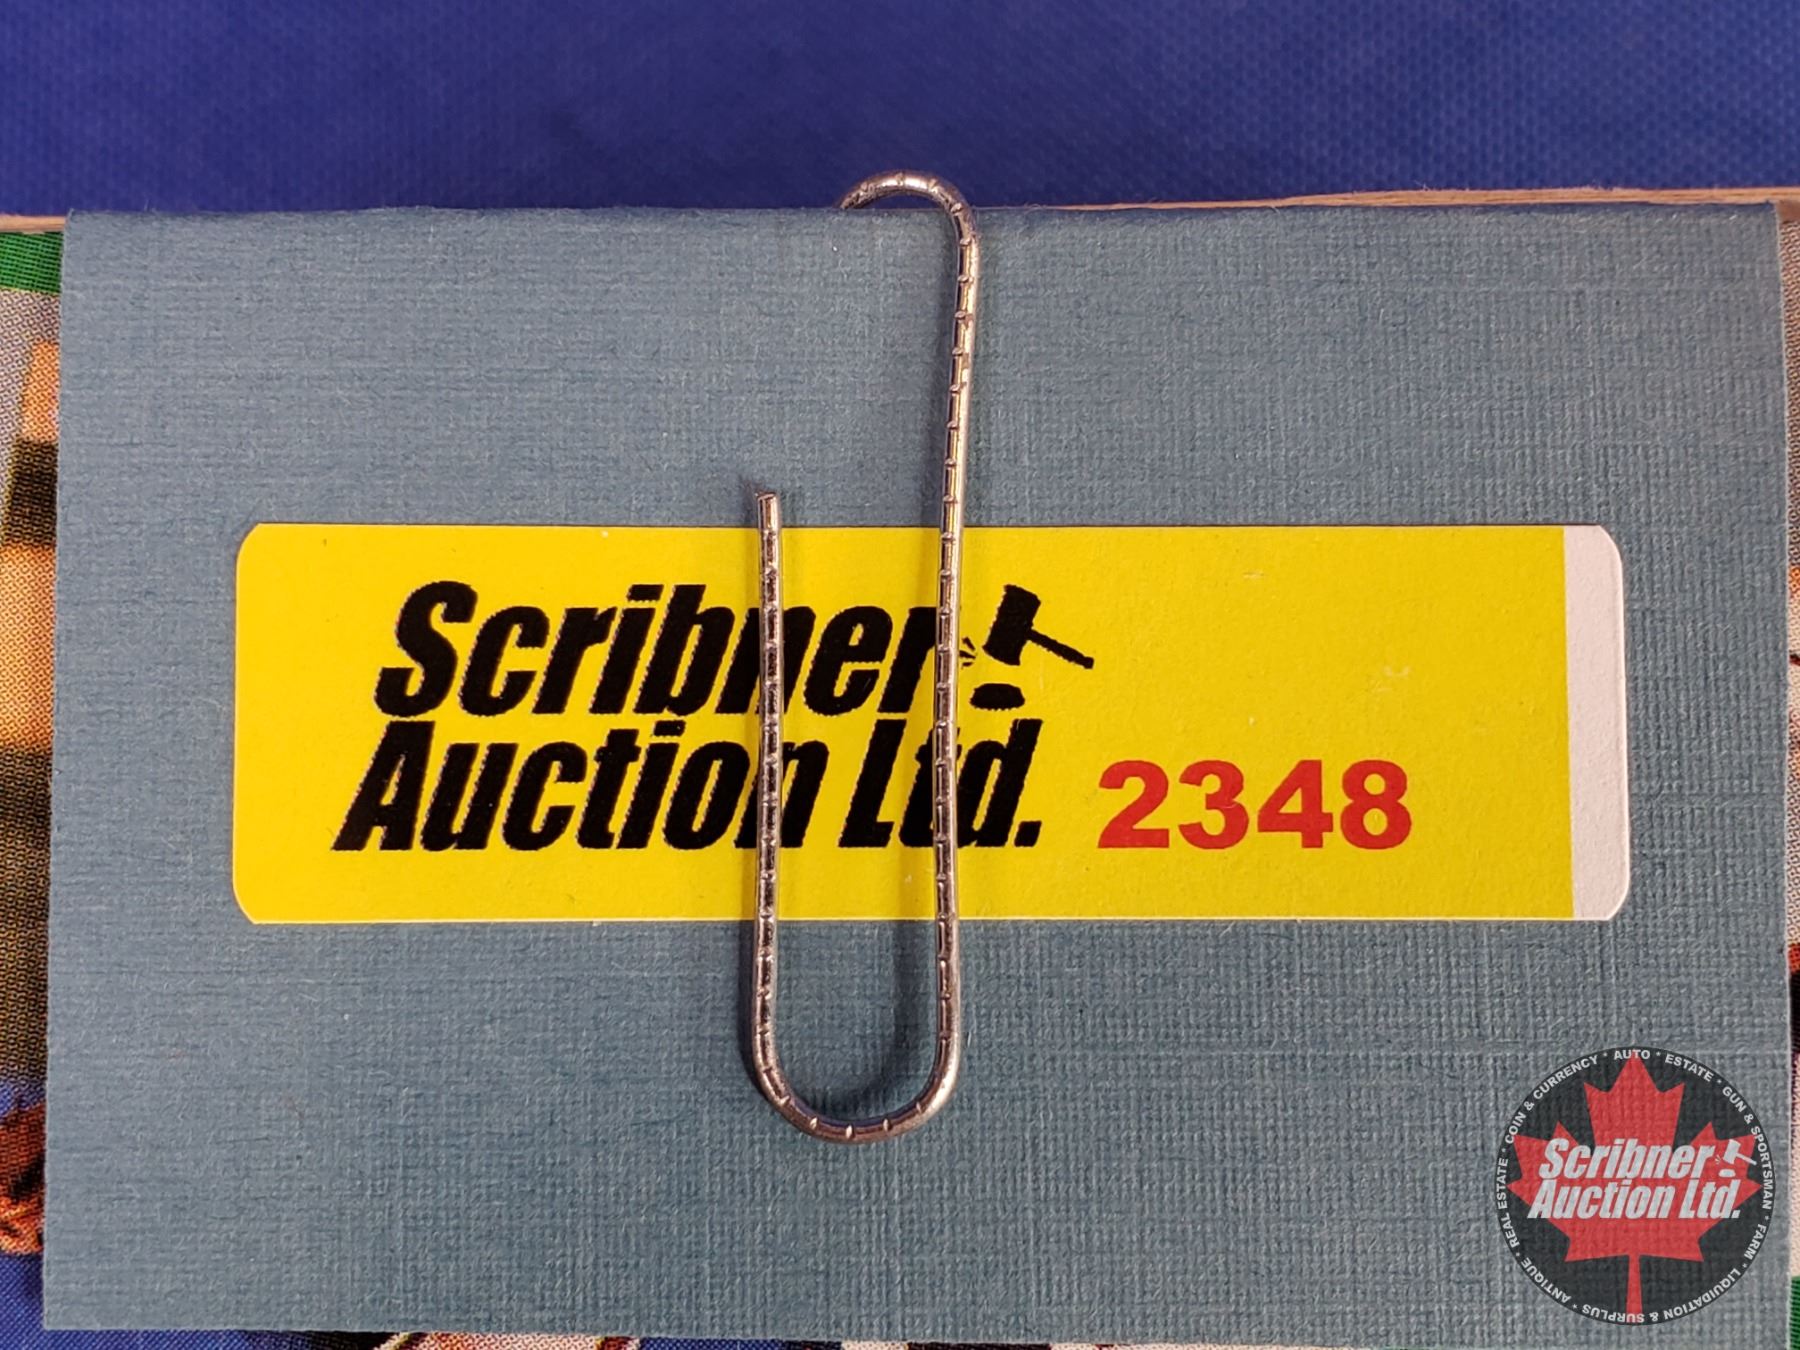 Scribner
Auction Ltd. 2348
COIN & CURRENCY * AUTO * ESTATE * GUN & SPORTSMAN * FARM * LIQUIDATION & SURPLUS * ANTIQUE * REAL ESTATE *
Scribner
Auction Ltd.